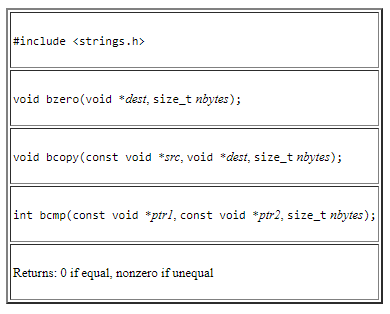 #include <strings.h>
void bzero(void *dest, size_t nbytes);
void bcopy(const void *src, void *dest, size_t nbytes);
int bcmp(const void *ptr1, const void *ptr2, size_t nbytes);
Returns: 0 if equal, nonzero if unequal